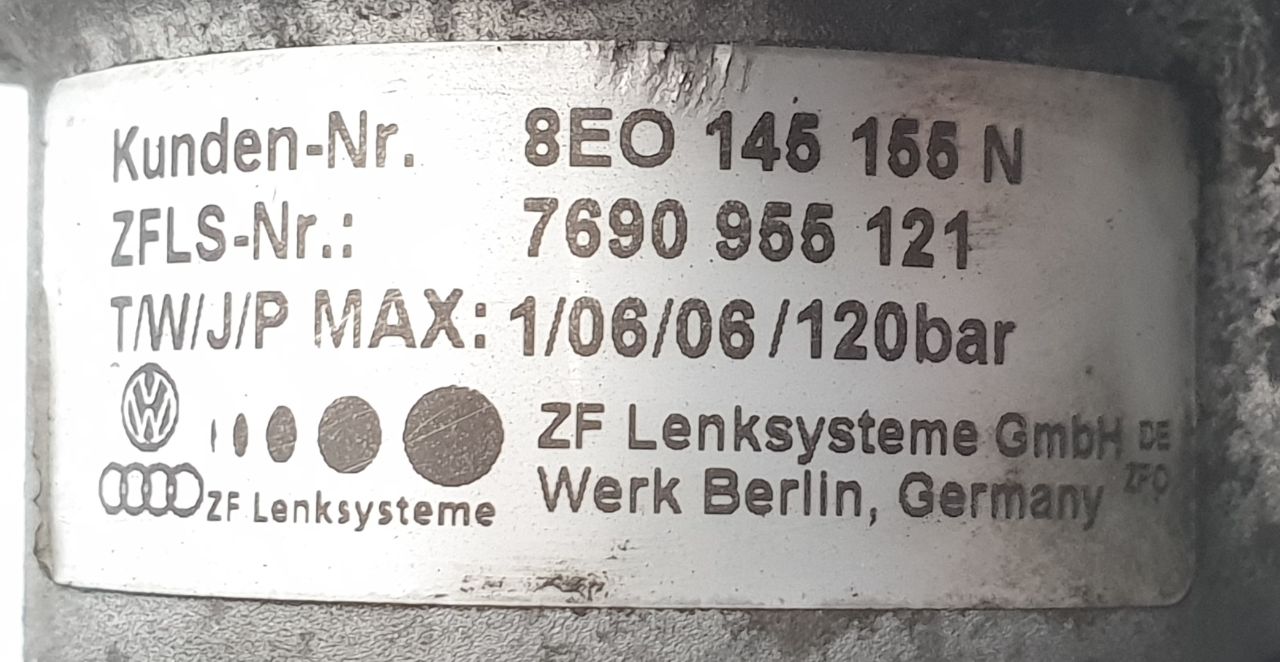 Kunden-Nr. 8E0 145 155 N
ZFLS-Nr.: 7690 955 121
T/W/J/P MAX: 1/06/06/120bar
ZF Lenksysteme GmbH DE
Werk Berlin, Germany
ZF Lenksysteme